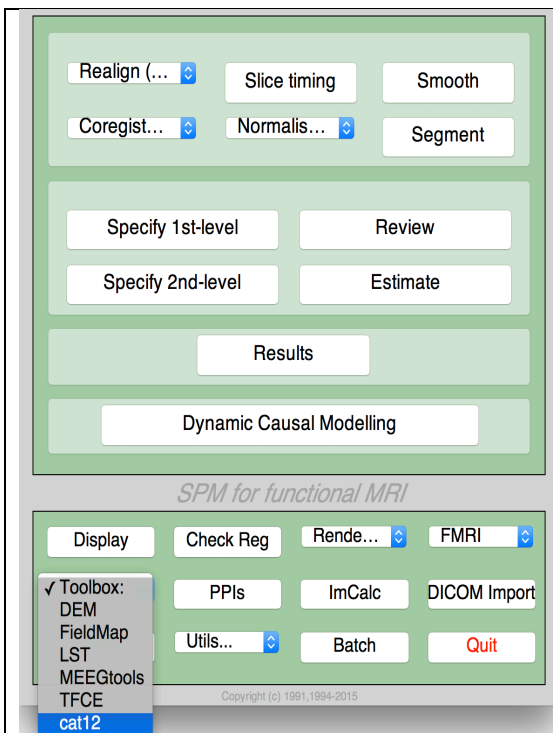 Realign (...
Slice timing
Smooth
Coregist...
Normalis...
Segment
Specify 1st-level
Review
Specify 2nd-level
Estimate
Results
Dynamic Causal Modelling
SPM for functional MRI
Display
Check Reg
Rende...
FMRI
✓ Toolbox:
PPIs
ImCalc
DICOM Import
DEM
FieldMap
LST
MEEGtools
TFCE
cat12
Utils...
Batch
Quit
Copyright (c) 1991,1994-2015